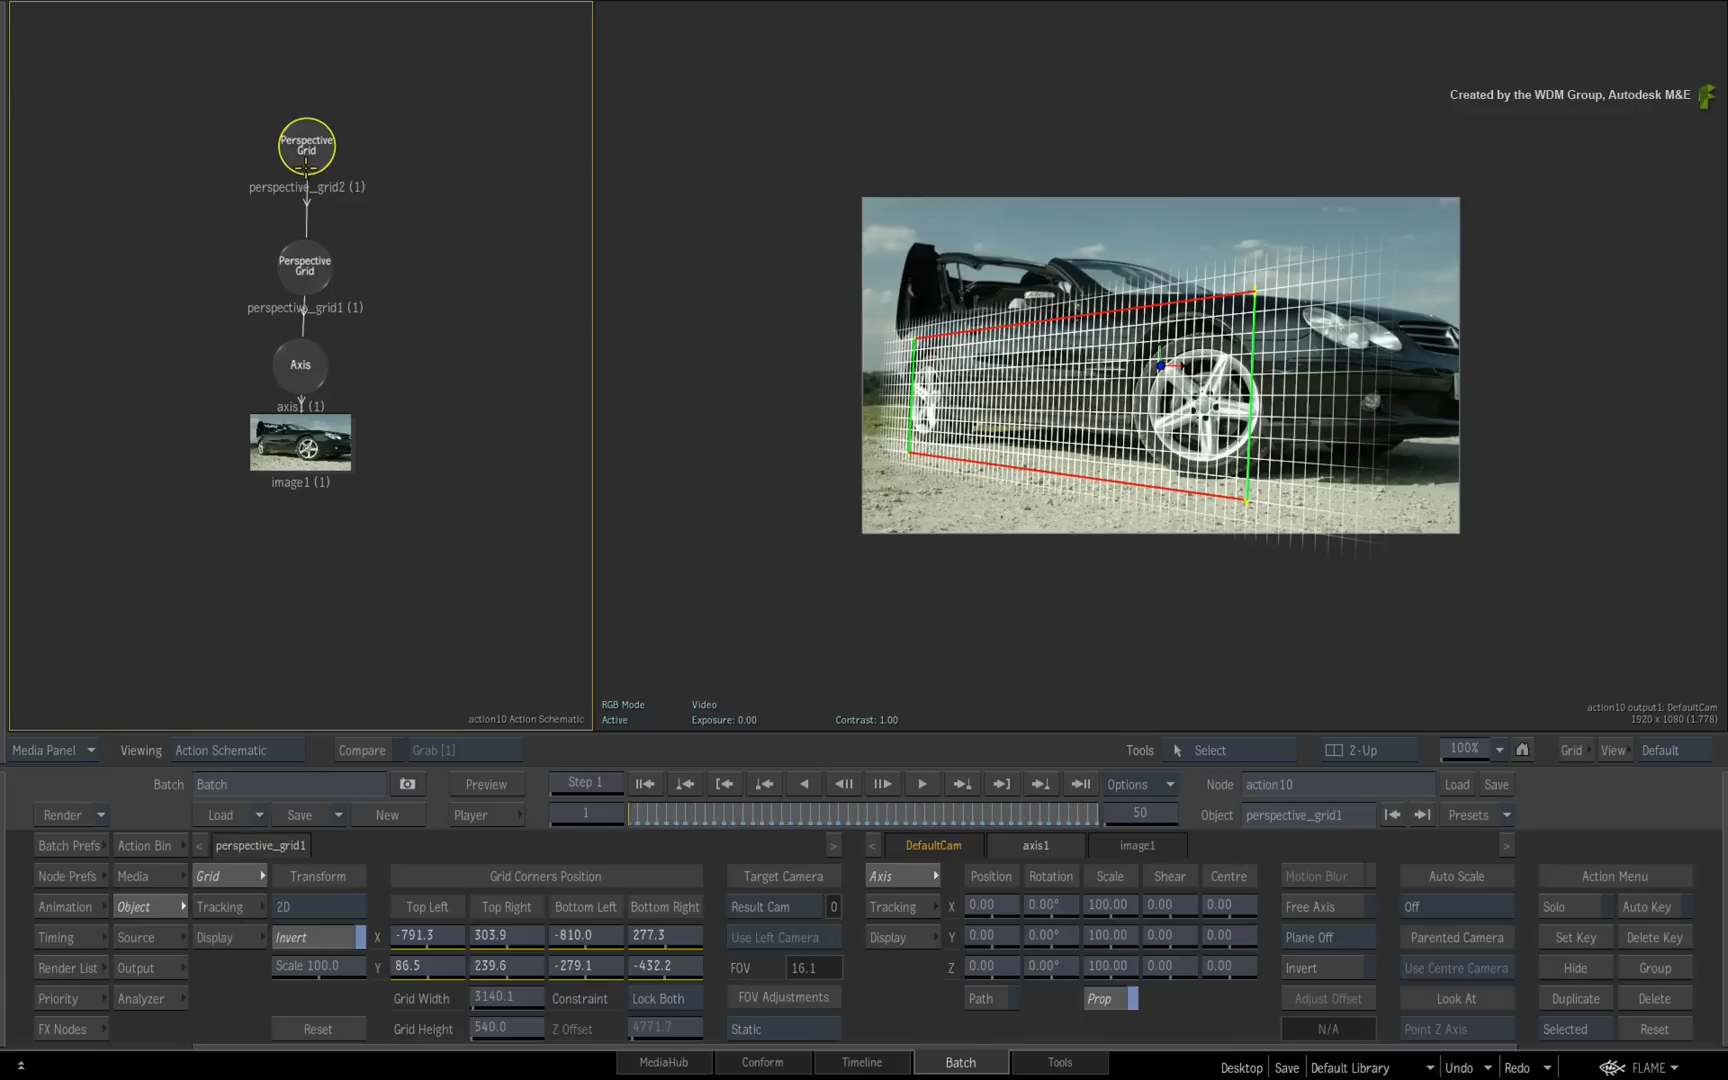 Created by the WDM Group, Autodesk M&E
Perspective
Grid
perspective_grid2 (1)
Perspective
Grid
perspective_grid1 (1)
Axis
axis1 (1)
image1 (1)
action10 Action Schematic
RGB Mode
Active
Video
Exposure: 0.00
Contrast: 1.00
action10 output1: DefaultCam
1920 x 1080 (1.778)
Media Panel Viewing Action Schematic Compare Grab [1] Tools Select 2-Up 100% Grid View Default
Batch Batch Preview Step 1 Options Node action10 Load Save
Render Load Save New Player 1 50 Object perspective_grid1 Presets
Batch Prefs Action Bin < perspective_grid1 > < DefaultCam axis1 image1 >
Node Prefs Media Grid Transform Grid Corners Position Target Camera Axis Position Rotation Scale Shear Centre Motion Blur Auto Scale Action Menu
Animation Object Tracking 2D Top Left Top Right Bottom Left Bottom Right Result Cam 0 Tracking X 0.00 0.00° 100.00 0.00 0.00 Free Axis Off Solo Auto Key
Timing Source Display Invert X -791.3 303.9 -810.0 277.3 Use Left Camera Display Y 0.00 0.00° 100.00 0.00 0.00 Plane Off Parented Camera Set Key Delete Key
Render List Output Scale 100.0 Y 86.5 239.6 -279.1 -432.2 FOV 16.1 Z 0.00 0.00° 100.00 0.00 0.00 Invert Use Centre Camera Hide Group
Priority Analyzer Grid Width 3140.1 Constraint Lock Both FOV Adjustments Path Prop Adjust Offset Look At Duplicate Delete
FX Nodes Reset Grid Height 540.0 Z Offset 4771.7 Static N/A Point Z Axis Selected Reset
MediaHub Conform Timeline Batch Tools
Desktop Save Default Library Undo Redo FLAME